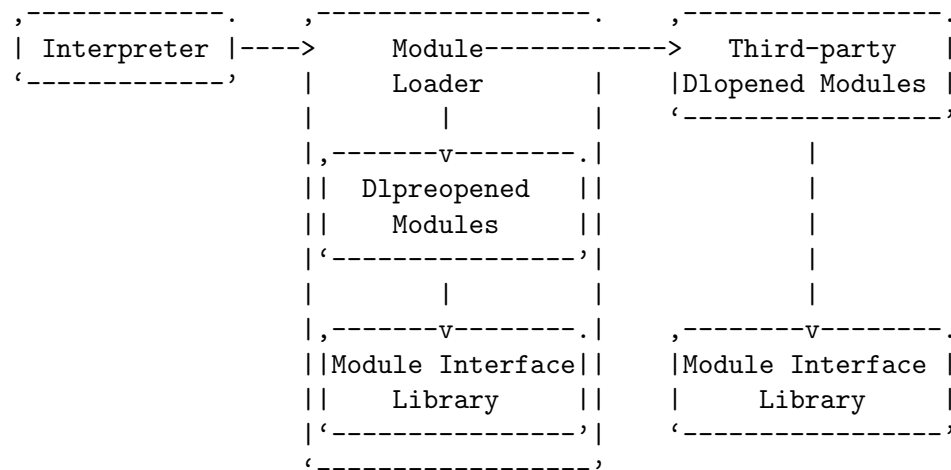 ,-------------. ,------------------. ,-----------------.
| Interpreter |----> Module------------> Third-party |
‘-------------’ | Loader | |Dlopened Modules |
| | | ‘-----------------’
|,-------v--------.| |
|| Dlpreopened || |
|| Modules || |
|‘----------------’| |
| | | |
|,-------v--------.| ,--------v--------.
||Module Interface|| |Module Interface |
|| Library || | Library |
|‘----------------’| ‘-----------------’
‘------------------’